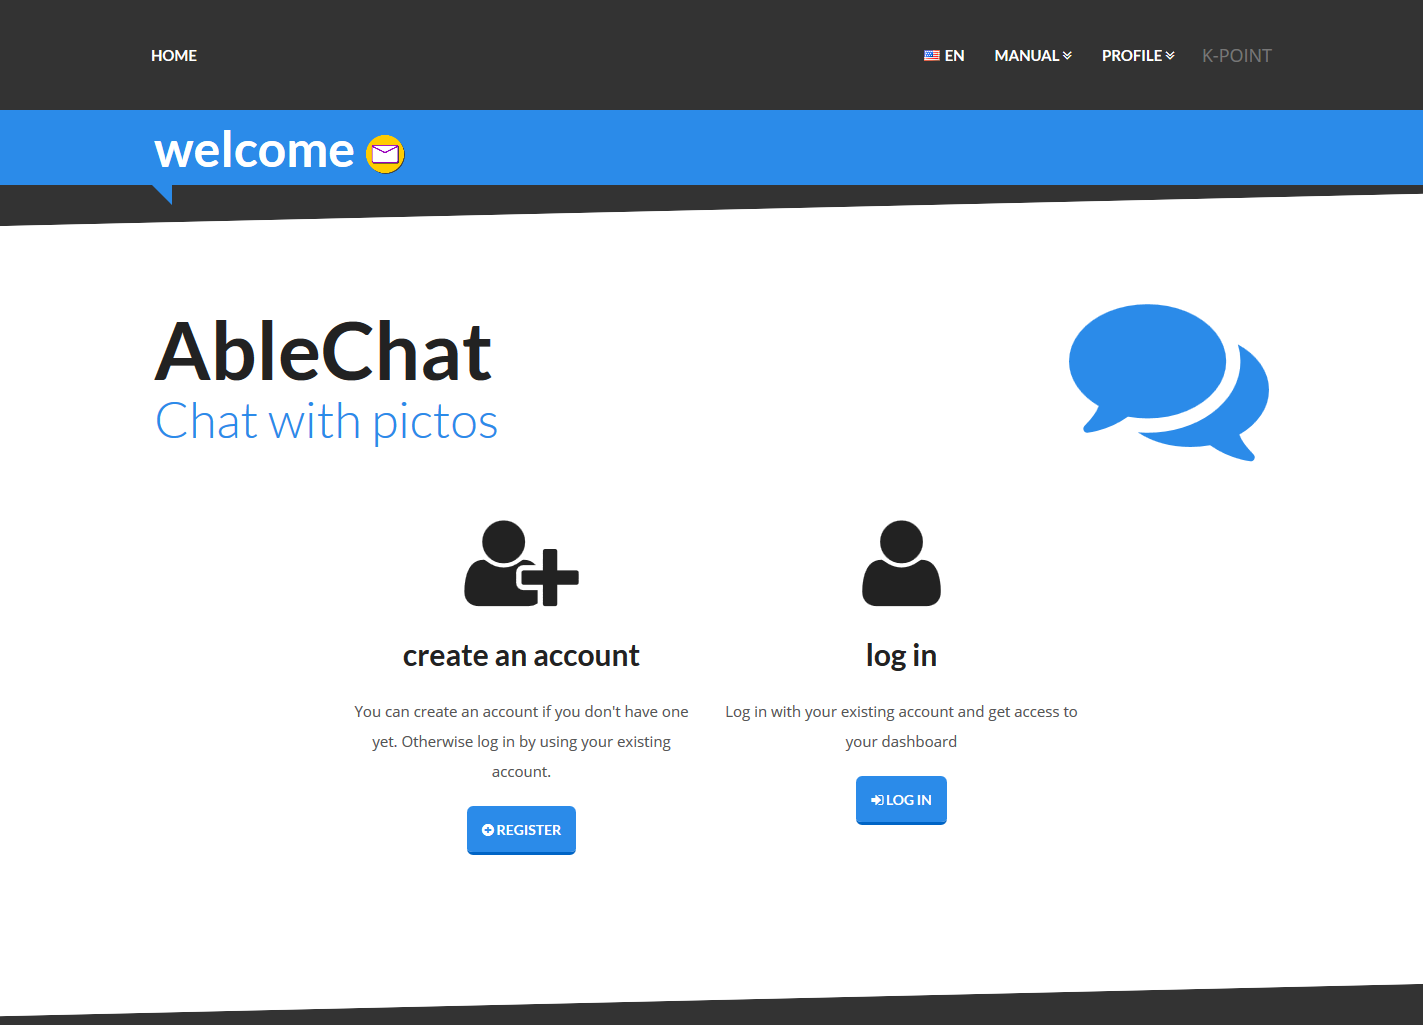 HOME
EN
MANUAL
PROFILE
K-POINT
welcome
AbleChat
Chat with pictos
create an account
You can create an account if you don't have one
yet. Otherwise log in by using your existing
account.
REGISTER
log in
Log in with your existing account and get access to
your dashboard
LOG IN